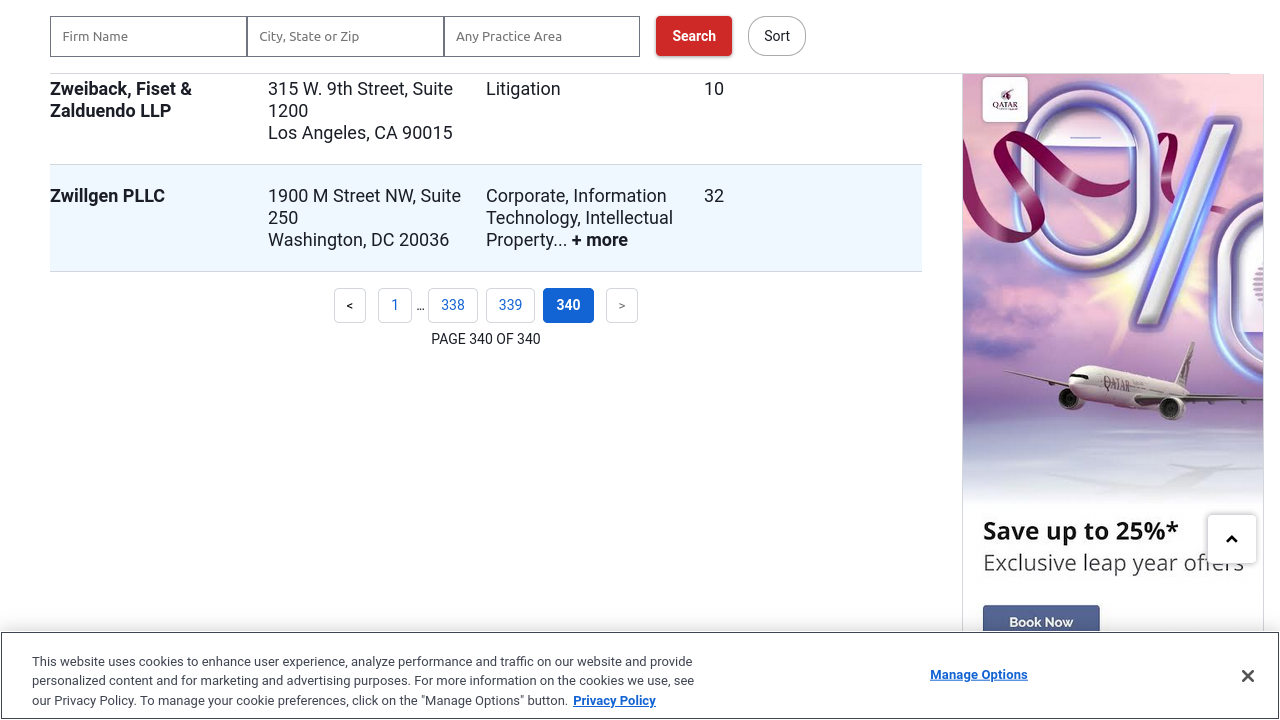 Firm Name
City, State or Zip
Any Practice Area
Search
Sort
Zweiback, Fiset &
Zalduendo LLP
315 W. 9th Street, Suite
1200
Los Angeles, CA 90015
Litigation
10
Zwillgen PLLC
1900 M Street NW, Suite
250
Washington, DC 20036
Corporate, Information
Technology, Intellectual
Property... + more
32
< 1 … 338 339 340 >
PAGE 340 OF 340
QATAR
%
QATAR
Save up to 25%*
Exclusive leap year offers
Book Now
This website uses cookies to enhance user experience, analyze performance and traffic on our website and provide
personalized content and for marketing and advertising purposes. For more information on the cookies we use, see
our Privacy Policy. To manage your cookie preferences, click on the "Manage Options" button. Privacy Policy
Manage Options